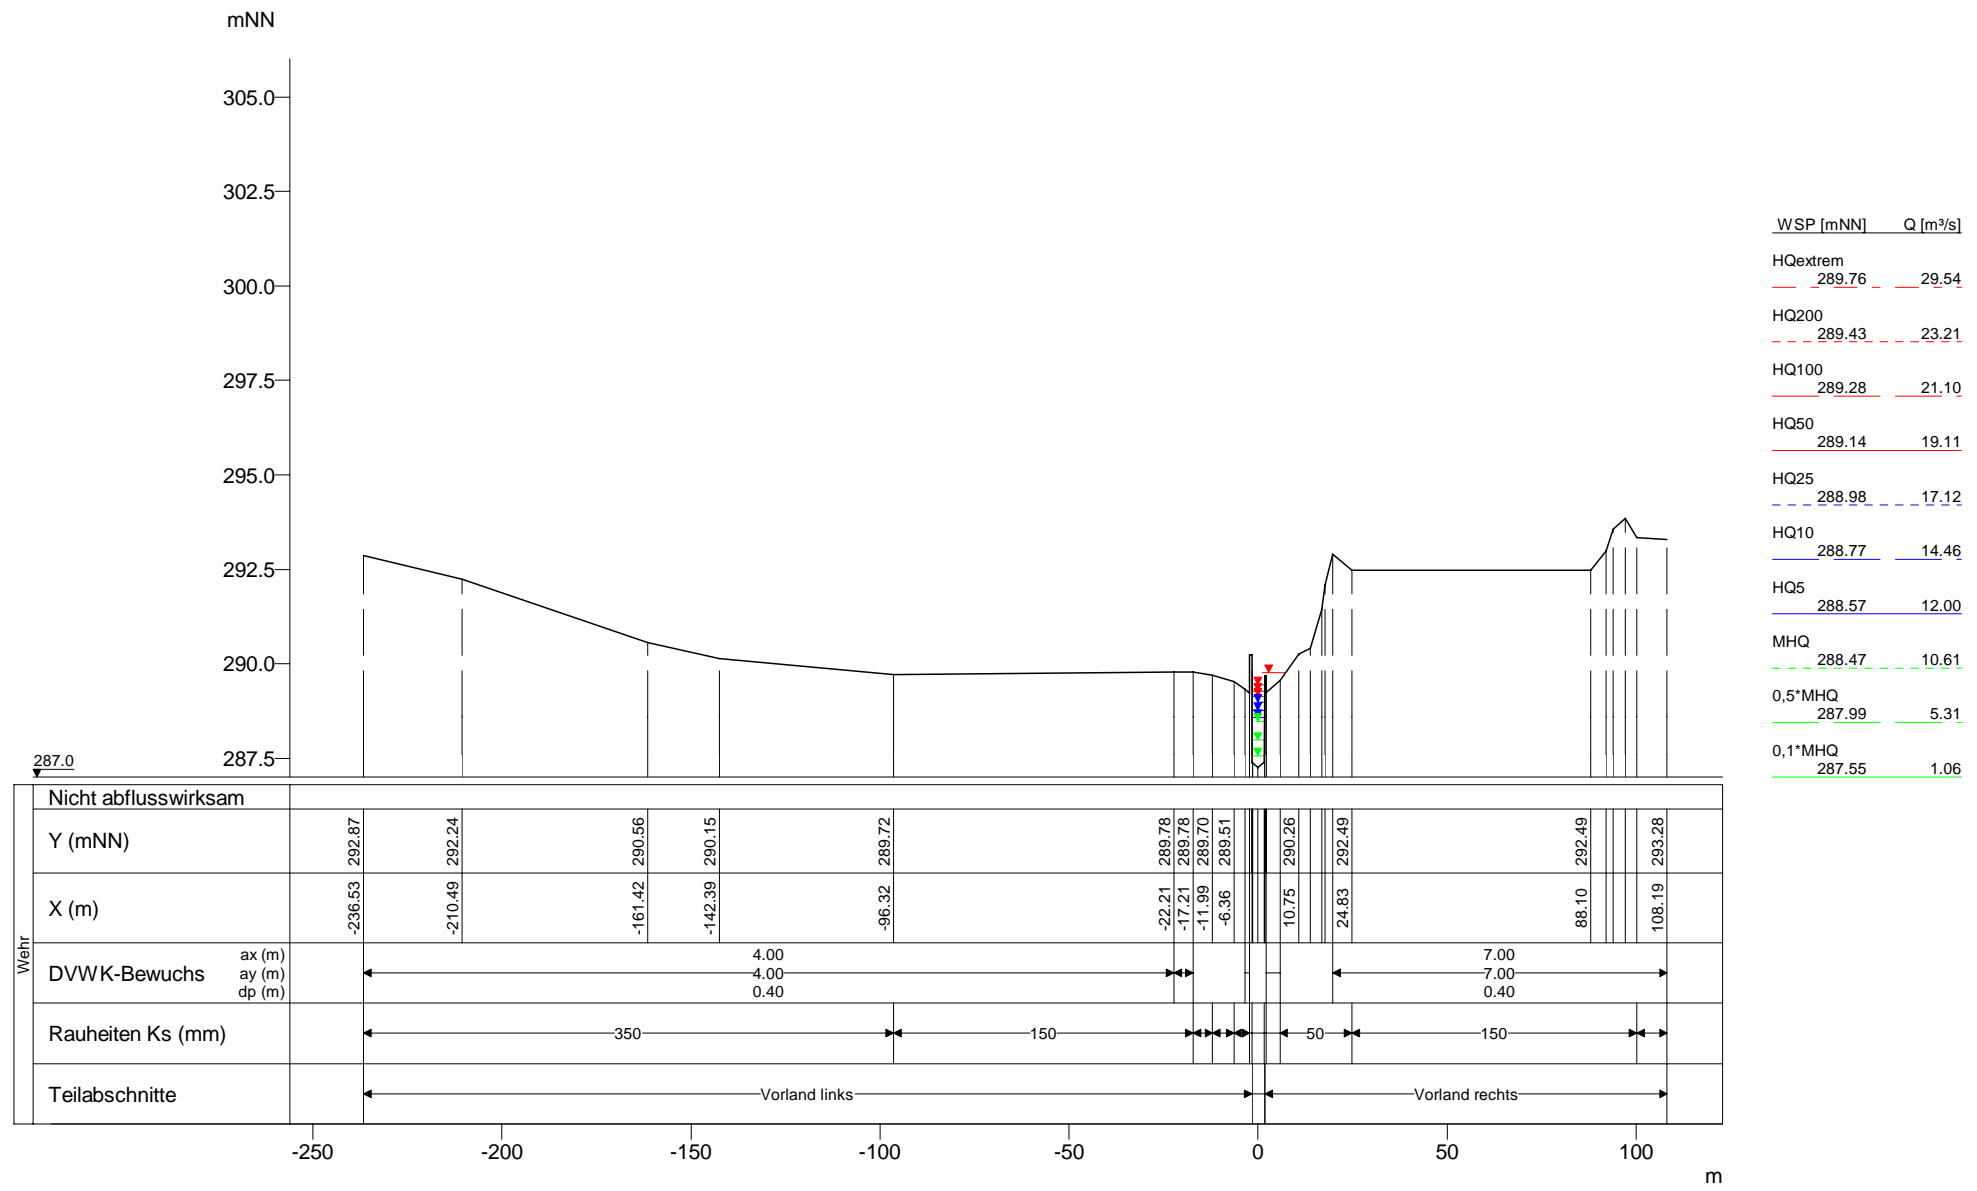 mNN
305.0
302.5
300.0
297.5
295.0
292.5
290.0
287.5
287.0
WSP [mNN] Q [m³/s]
HQextrem
289.76 29.54
HQ200
289.43 23.21
HQ100
289.28 21.10
HQ50
289.14 19.11
HQ25
288.98 17.12
HQ10
288.77 14.46
HQ5
288.57 12.00
MHQ
288.47 10.61
0,5*MHQ
287.99 5.31
0,1*MHQ
287.55 1.06
Wehr
Nicht abflusswirksam
Y (mNN) 292.87 292.24 290.56 290.15 289.72 289.78 289.78 289.70 289.51 290.26 292.49 292.49 293.28
X (m) -236.53 -210.49 -161.42 -142.39 -96.32 -22.21 -17.21 -11.99 -6.36 10.75 24.83 88.10 108.19
ax (m) 4.00 7.00
DVWK-Bewuchs ay (m) 4.00 7.00
dp (m) 0.40 0.40
Rauheiten Ks (mm) 350 150 50 150
Teilabschnitte Vorland links Vorland rechts
-250 -200 -150 -100 -50 0 50 100
m